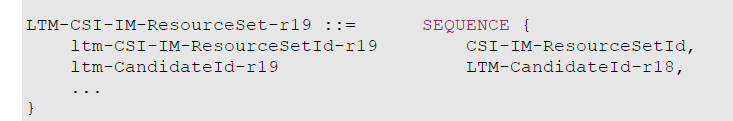 LTM-CSI-IM-ResourceSet-r19 ::= SEQUENCE {
ltm-CSI-IM-ResourceSetId-r19 CSI-IM-ResourceSetId,
ltm-CandidateId-r19 LTM-CandidateId-r18,
...
}